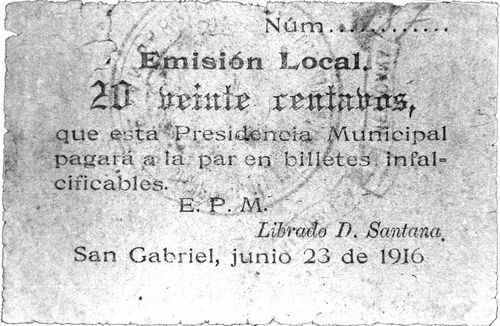 Núm.............
Emisión Local.
20 veinte centavos,
que esta Presidencia Municipal
pagará a la par en billetes infal-
cificables.
E. P. M.
Librado D. Santana.
San Gabriel, junio 23 de 1916